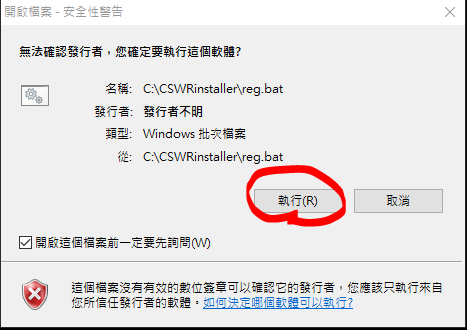 開啟檔案 - 安全性警告
無法確認發行者，您確定要執行這個軟體?
名稱: C:\CSWRinstaller\reg.bat
發行者: 發行者不明
類型: Windows 批次檔案
從: C:\CSWRinstaller\reg.bat
執行(R) 取消
開啟這個檔案前一定要先詢問(W)
這個檔案沒有有效的數位簽章可以確認它的發行者，您應該只執行來自
您所信任發行者的軟體。如何決定哪個軟體可以執行?